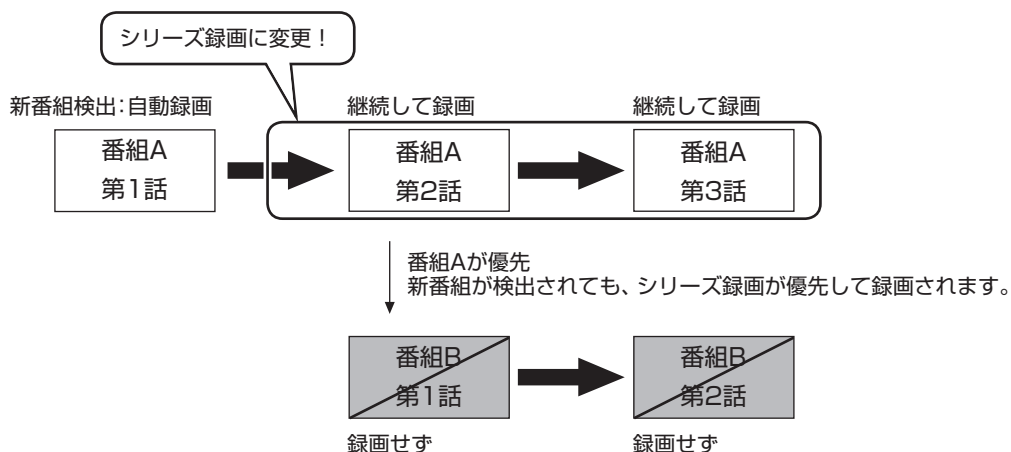 シリーズ録画に変更！
新番組検出：自動録画
継続して録画
継続して録画
番組A
第1話
番組A
第2話
番組A
第3話
番組Aが優先
新番組が検出されても、シリーズ録画が優先して録画されます。
番組B
第1話
番組B
第2話
録画せず
録画せず